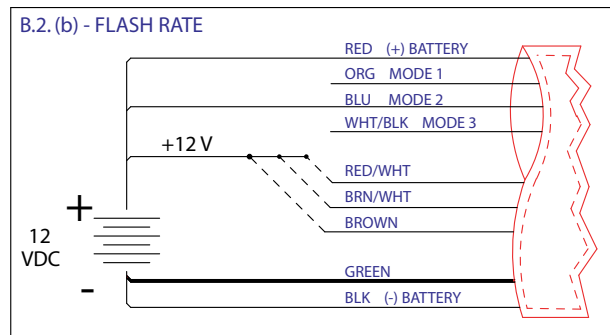 B.2. (b) - FLASH RATE
RED (+) BATTERY
ORG MODE 1
BLU MODE 2
WHT/BLK MODE 3
+12 V
RED/WHT
BRN/WHT
BROWN
+
12
VDC
GREEN
-
BLK (-) BATTERY